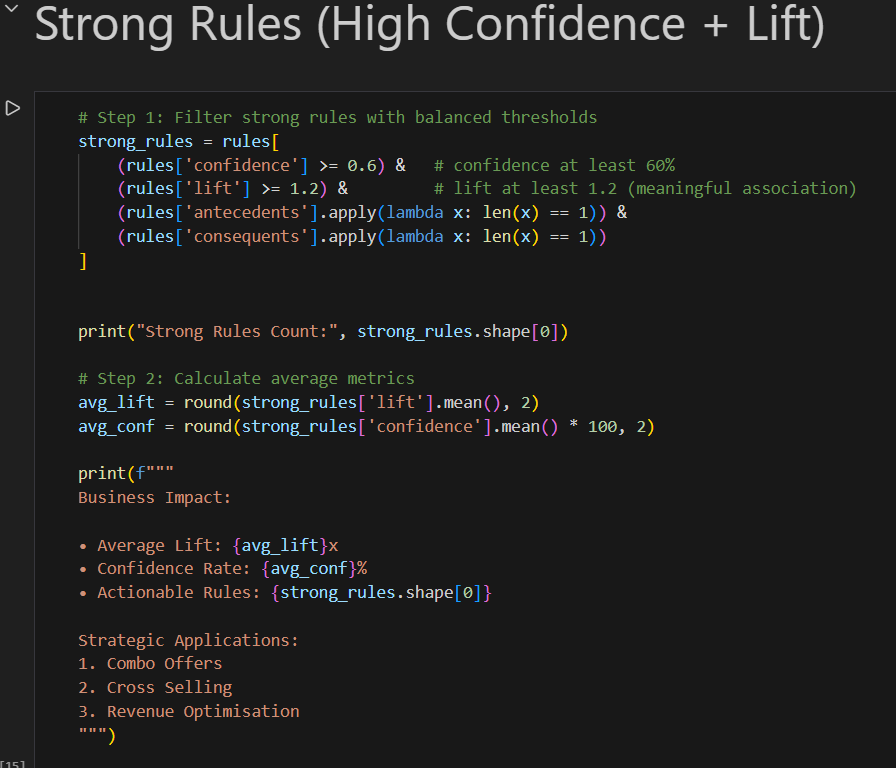 Strong Rules (High Confidence + Lift)
# Step 1: Filter strong rules with balanced thresholds
strong_rules = rules[
    (rules['confidence'] >= 0.6) &   # confidence at least 60%
    (rules['lift'] >= 1.2) &         # lift at least 1.2 (meaningful association)
    (rules['antecedents'].apply(lambda x: len(x) == 1)) &
    (rules['consequents'].apply(lambda x: len(x) == 1))
]
print("Strong Rules Count:", strong_rules.shape[0])
# Step 2: Calculate average metrics
avg_lift = round(strong_rules['lift'].mean(), 2)
avg_conf = round(strong_rules['confidence'].mean() * 100, 2)
print(f"""
Business Impact:
• Average Lift: {avg_lift}x
• Confidence Rate: {avg_conf}%
• Actionable Rules: {strong_rules.shape[0]}
Strategic Applications:
1. Combo Offers
2. Cross Selling
3. Revenue Optimisation
""")
[15]